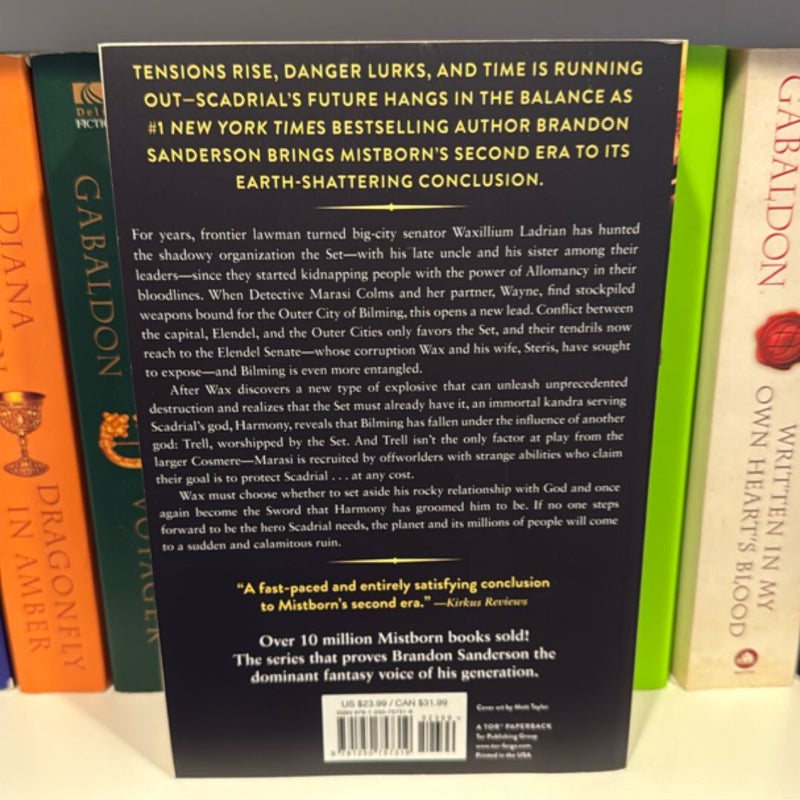 TENSIONS RISE, DANGER LURKS, AND TIME IS RUNNING
OUT—SCADRIAL'S FUTURE HANGS IN THE BALANCE AS
#1 NEW YORK TIMES BESTSELLING AUTHOR BRANDON
SANDERSON BRINGS MISTBORN'S SECOND ERA TO ITS
EARTH-SHATTERING CONCLUSION.
For years, frontier lawman turned big-city senator Waxillium Ladrian has hunted
the shadowy organization the Set—with his late uncle and his sister among their
leaders—since they started kidnapping people with the power of Allomancy in their
bloodlines. When Detective Marasi Colms and her partner, Wayne, find stockpiled
weapons bound for the Outer City of Bilming, this opens a new lead. Conflict between
the capital, Elendel, and the Outer Cities only favors the Set, and their tendrils now
reach to the Elendel Senate—whose corruption Wax and his wife, Steris, have sought
to expose—and Bilming is even more entangled.
After Wax discovers a new type of explosive that can unleash unprecedented
destruction and realizes that the Set must already have it, an immortal kandra serving
Scadrial's god, Harmony, reveals that Bilming has fallen under the influence of another
god: Trell, worshipped by the Set. And Trell isn't the only factor at play from the
larger Cosmere—Marasi is recruited by offworlders with strange abilities who claim
their goal is to protect Scadrial . . . at any cost.
Wax must choose whether to set aside his rocky relationship with God and once
again become the Sword that Harmony has groomed him to be. If no one steps
forward to be the hero Scadrial needs, the planet and its millions of people will come
to a sudden and calamitous ruin.
"A fast-paced and entirely satisfying conclusion
to Mistborn's second era." —Kirkus Reviews
Over 10 million Mistborn books sold!
The series that proves Brandon Sanderson the
dominant fantasy voice of his generation.
US $23.99 / CAN $31.99
Cover art by Matt Taylor
A TOR® PAPERBACK
Tor Publishing Group
www.tor-forge.com
Printed in the USA
DIANA
DRAGONFLY
IN AMBER
GABALDON
VOYAGER
GABALDON
WRITTEN IN MY
OWN HEART'S BLOOD